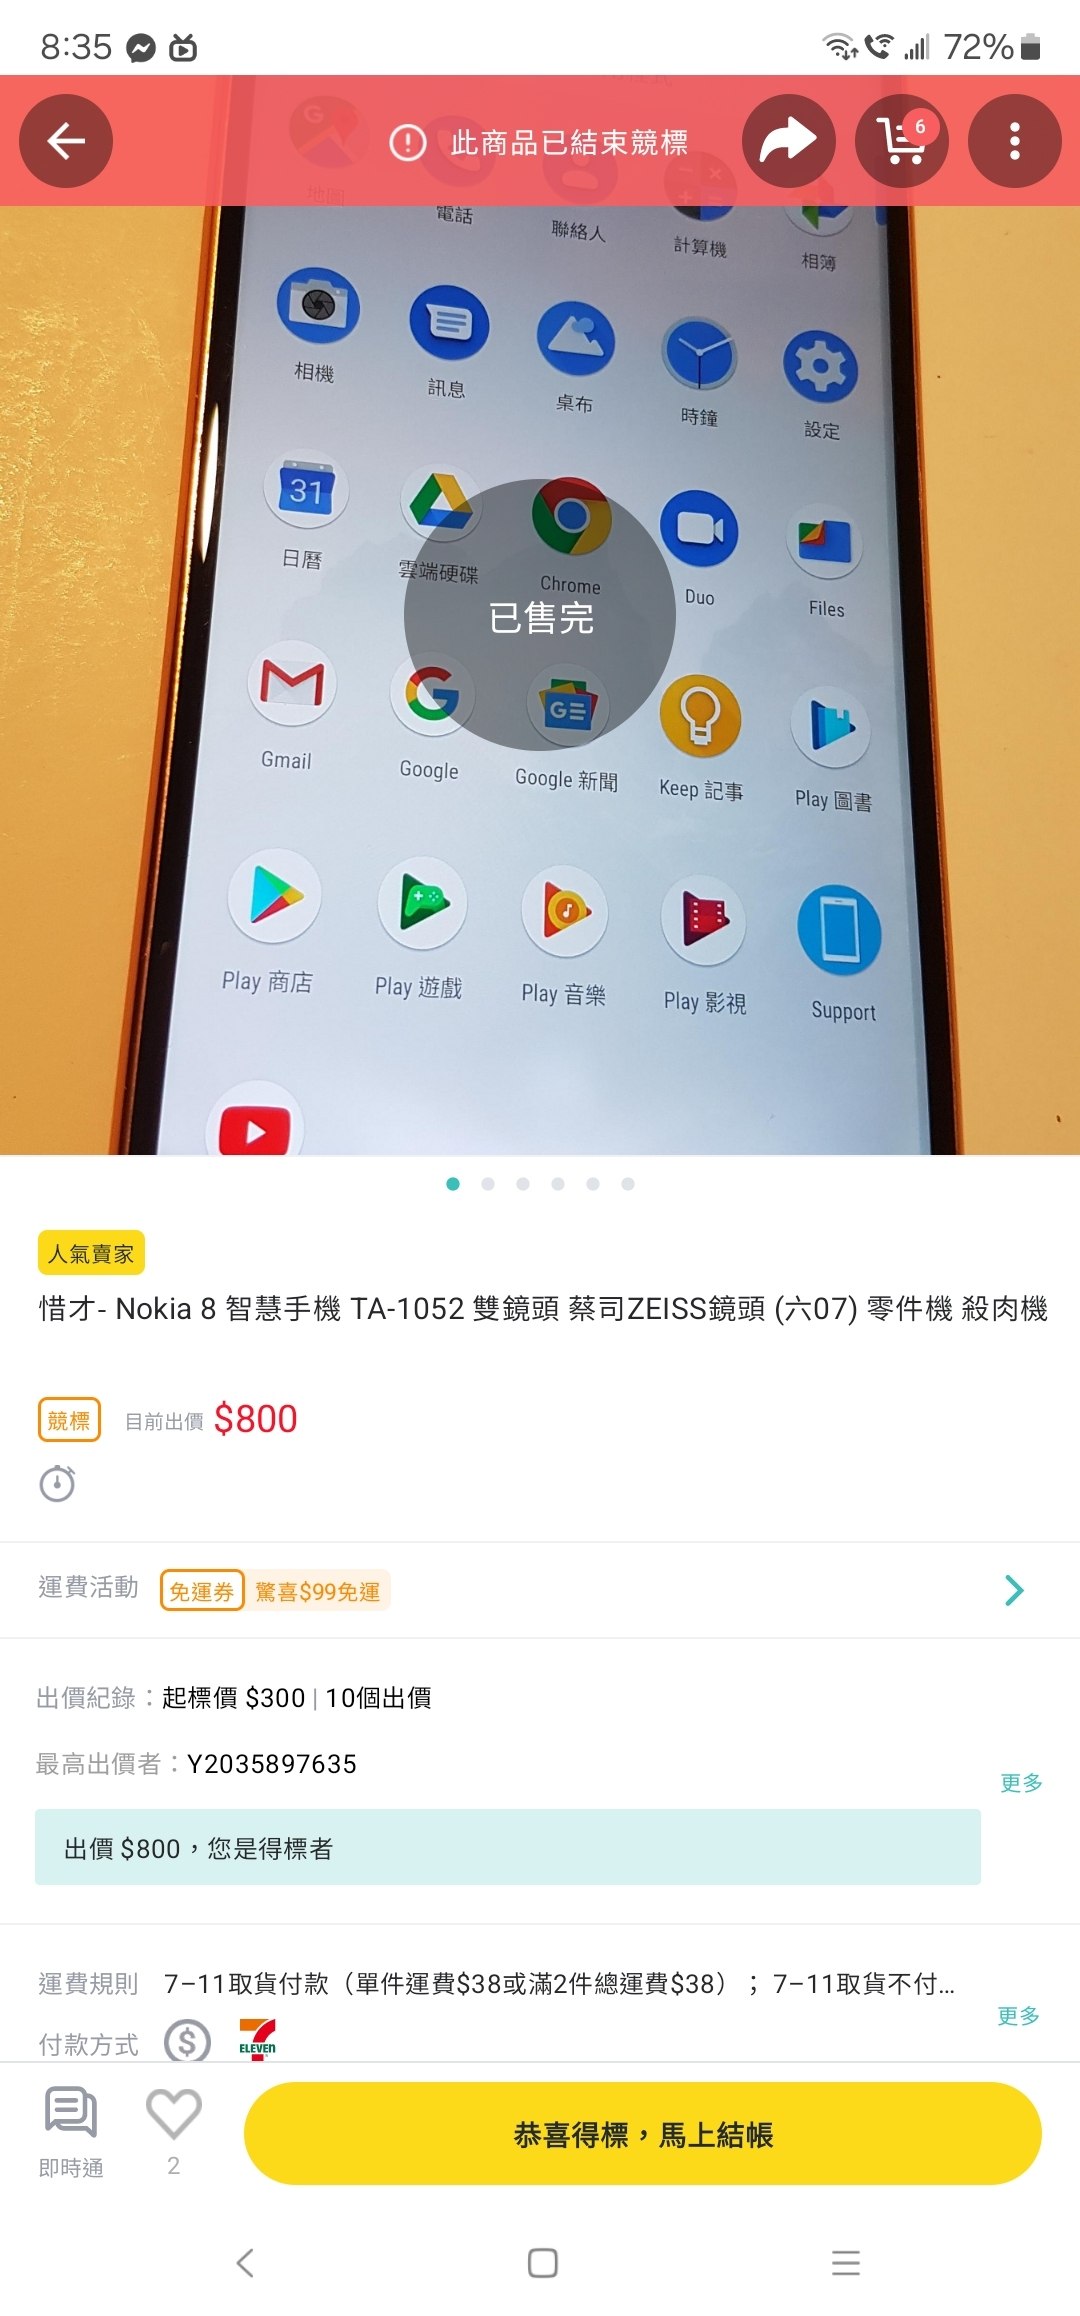 8:35
72%
此商品已結束競標
6
地圖
電話
聯絡人
計算機
相簿
相機
訊息
桌布
時鐘
設定
31
日曆
雲端硬碟
Chrome
Duo
Files
已售完
Gmail
Google
Google 新聞
Keep 記事
Play 圖書
Play 商店
Play 遊戲
Play 音樂
Play 影視
Support
人氣賣家
惜才- Nokia 8 智慧手機 TA-1052 雙鏡頭 蔡司ZEISS鏡頭 (六07) 零件機 殺肉機
競標 目前出價 $800
運費活動 免運券 驚喜$99免運
出價紀錄：起標價 $300 | 10個出價
最高出價者：Y2035897635
更多
出價 $800，您是得標者
運費規則 7-11取貨付款（單件運費$38或滿2件總運費$38）； 7-11取貨不付...
更多
付款方式 $ 7 ELEVEN
即時通
2
恭喜得標，馬上結帳